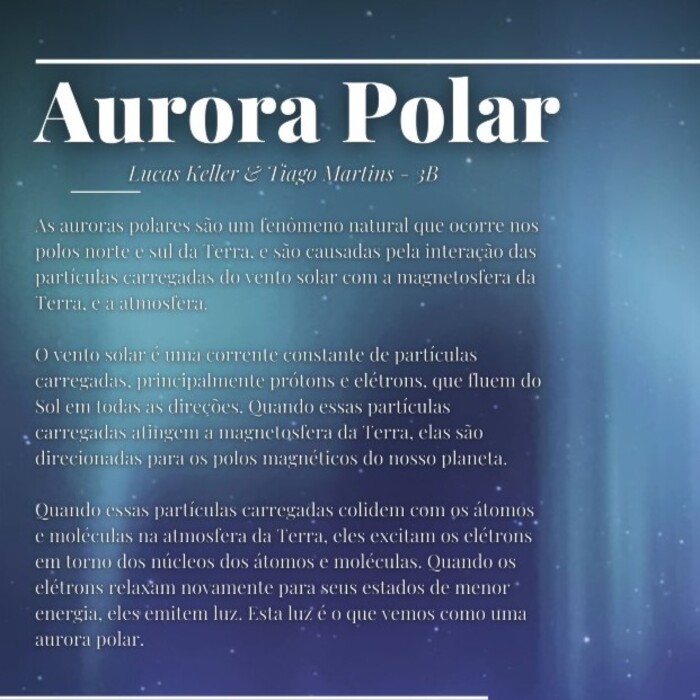 Aurora Polar
Lucas Keller & Tiago Martins - 3B
As auroras polares são um fenômeno natural que ocorre nos
polos norte e sul da Terra, e são causadas pela interação das
partículas carregadas do vento solar com a magnetosfera da
Terra, e a atmosfera.
O vento solar é uma corrente constante de partículas
carregadas, principalmente prótons e elétrons, que fluem do
Sol em todas as direções. Quando essas partículas
carregadas atingem a magnetosfera da Terra, elas são
direcionadas para os polos magnéticos do nosso planeta.
Quando essas partículas carregadas colidem com os átomos
e moléculas na atmosfera da Terra, eles excitam os elétrons
em torno dos núcleos dos átomos e moléculas. Quando os
elétrons relaxam novamente para seus estados de menor
energia, eles emitem luz. Esta luz é o que vemos como uma
aurora polar.